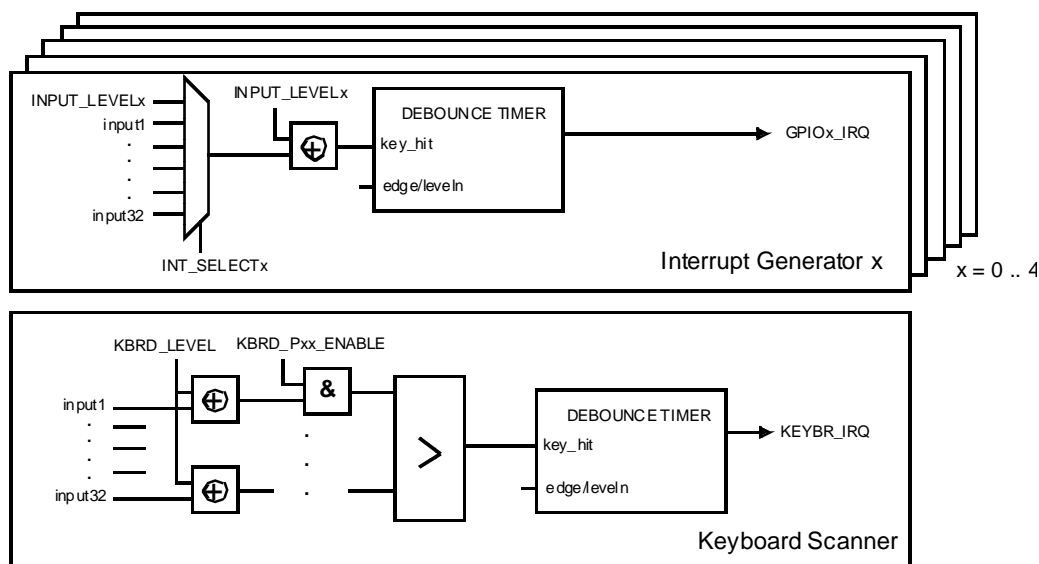 INPUT_LEVELx
INPUT_LEVELx
input1
.
.
.
.
input32
INT_SELECTx
DEBOUNCE TIMER
key_hit
edge/leveln
GPIOx_IRQ
Interrupt Generator x
x = 0 .. 4
KBRD_LEVEL
KBRD_Pxx_ENABLE
&
input1
.
.
.
.
input32
.
.
.
>
DEBOUNCE TIMER
key_hit
edge/leveln
KEYBR_IRQ
Keyboard Scanner